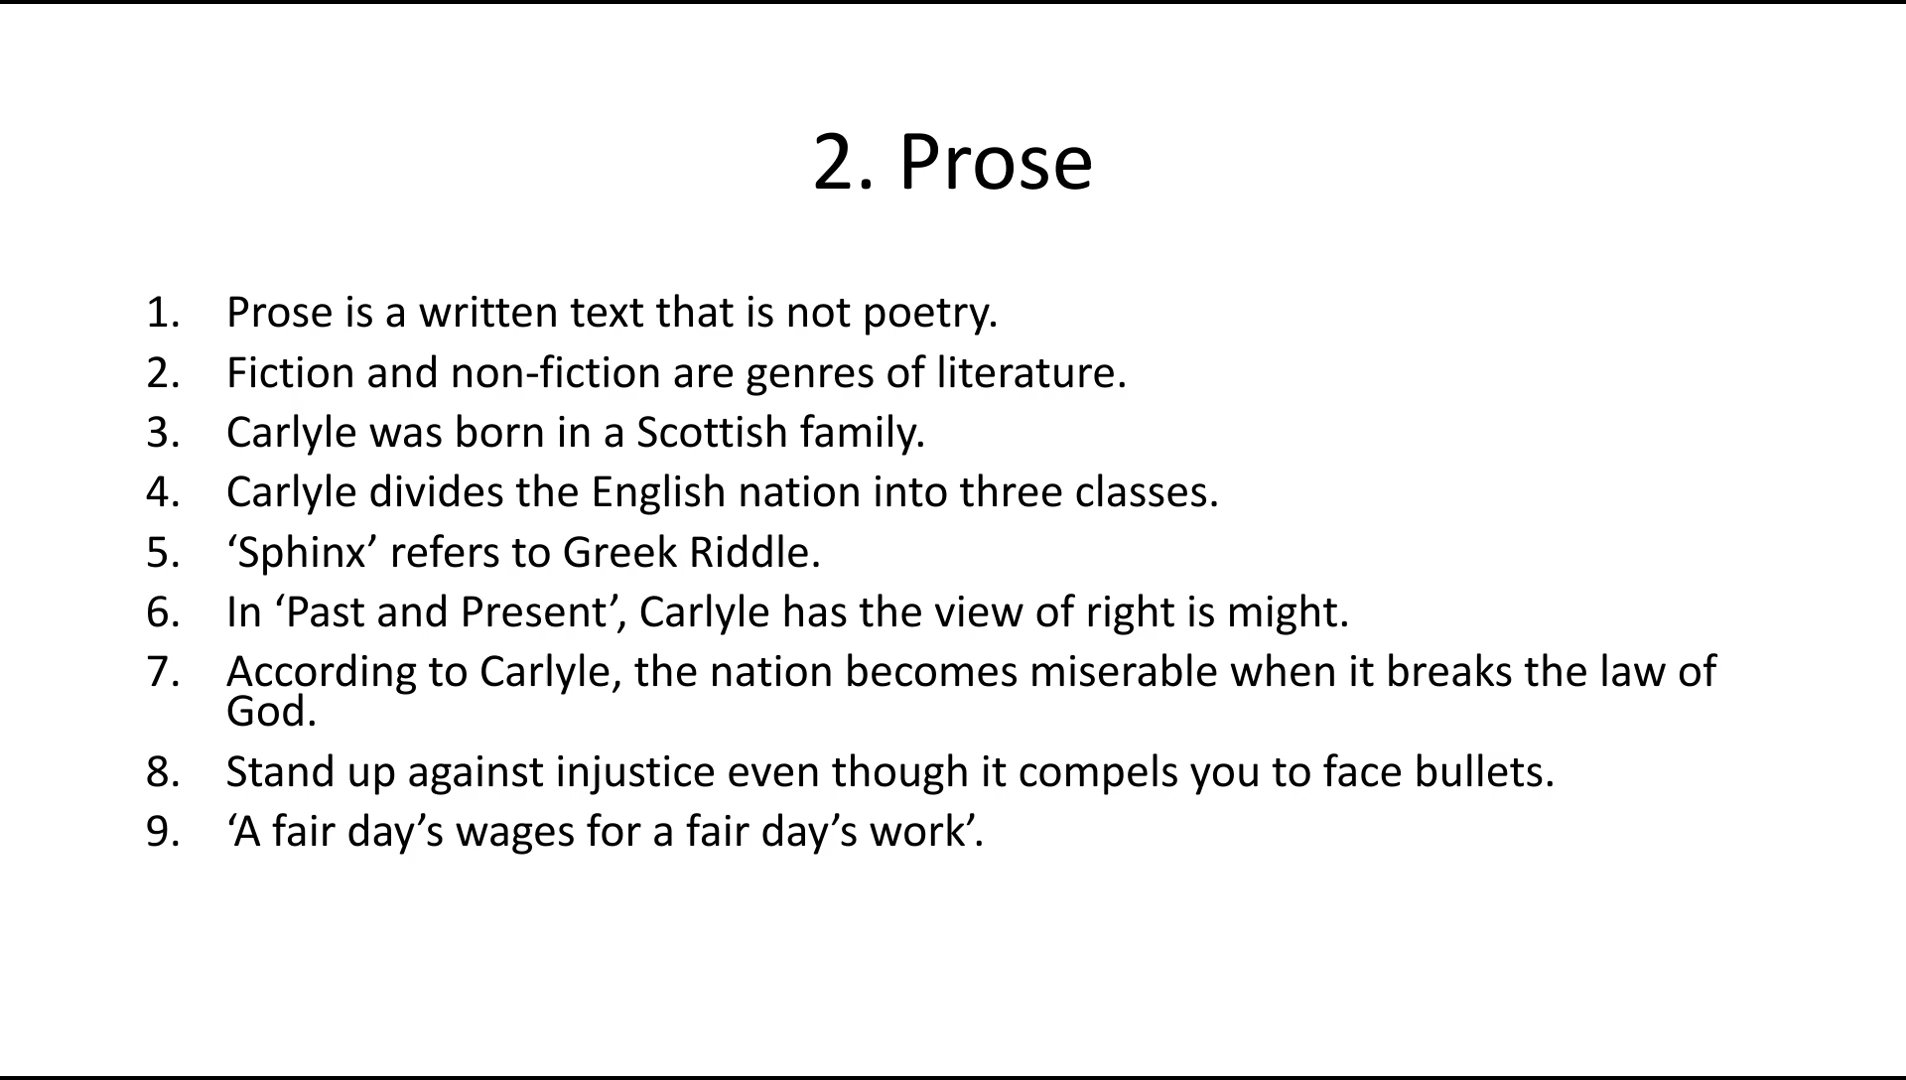 2. Prose
1. Prose is a written text that is not poetry.
2. Fiction and non-fiction are genres of literature.
3. Carlyle was born in a Scottish family.
4. Carlyle divides the English nation into three classes.
5. ‘Sphinx’ refers to Greek Riddle.
6. In ‘Past and Present’, Carlyle has the view of right is might.
7. According to Carlyle, the nation becomes miserable when it breaks the law of
God.
8. Stand up against injustice even though it compels you to face bullets.
9. ‘A fair day’s wages for a fair day’s work’.